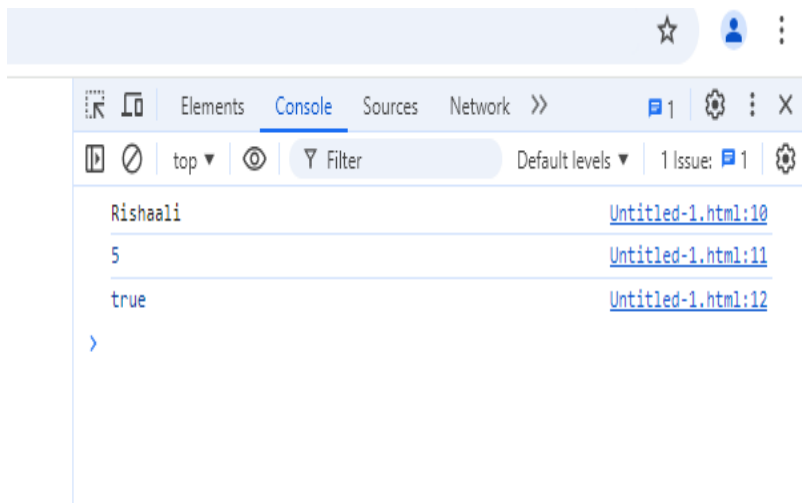 Elements Console Sources Network 1
top Filter Default levels 1 Issue: 1
Rishaali Untitled-1.html:10
5 Untitled-1.html:11
true Untitled-1.html:12